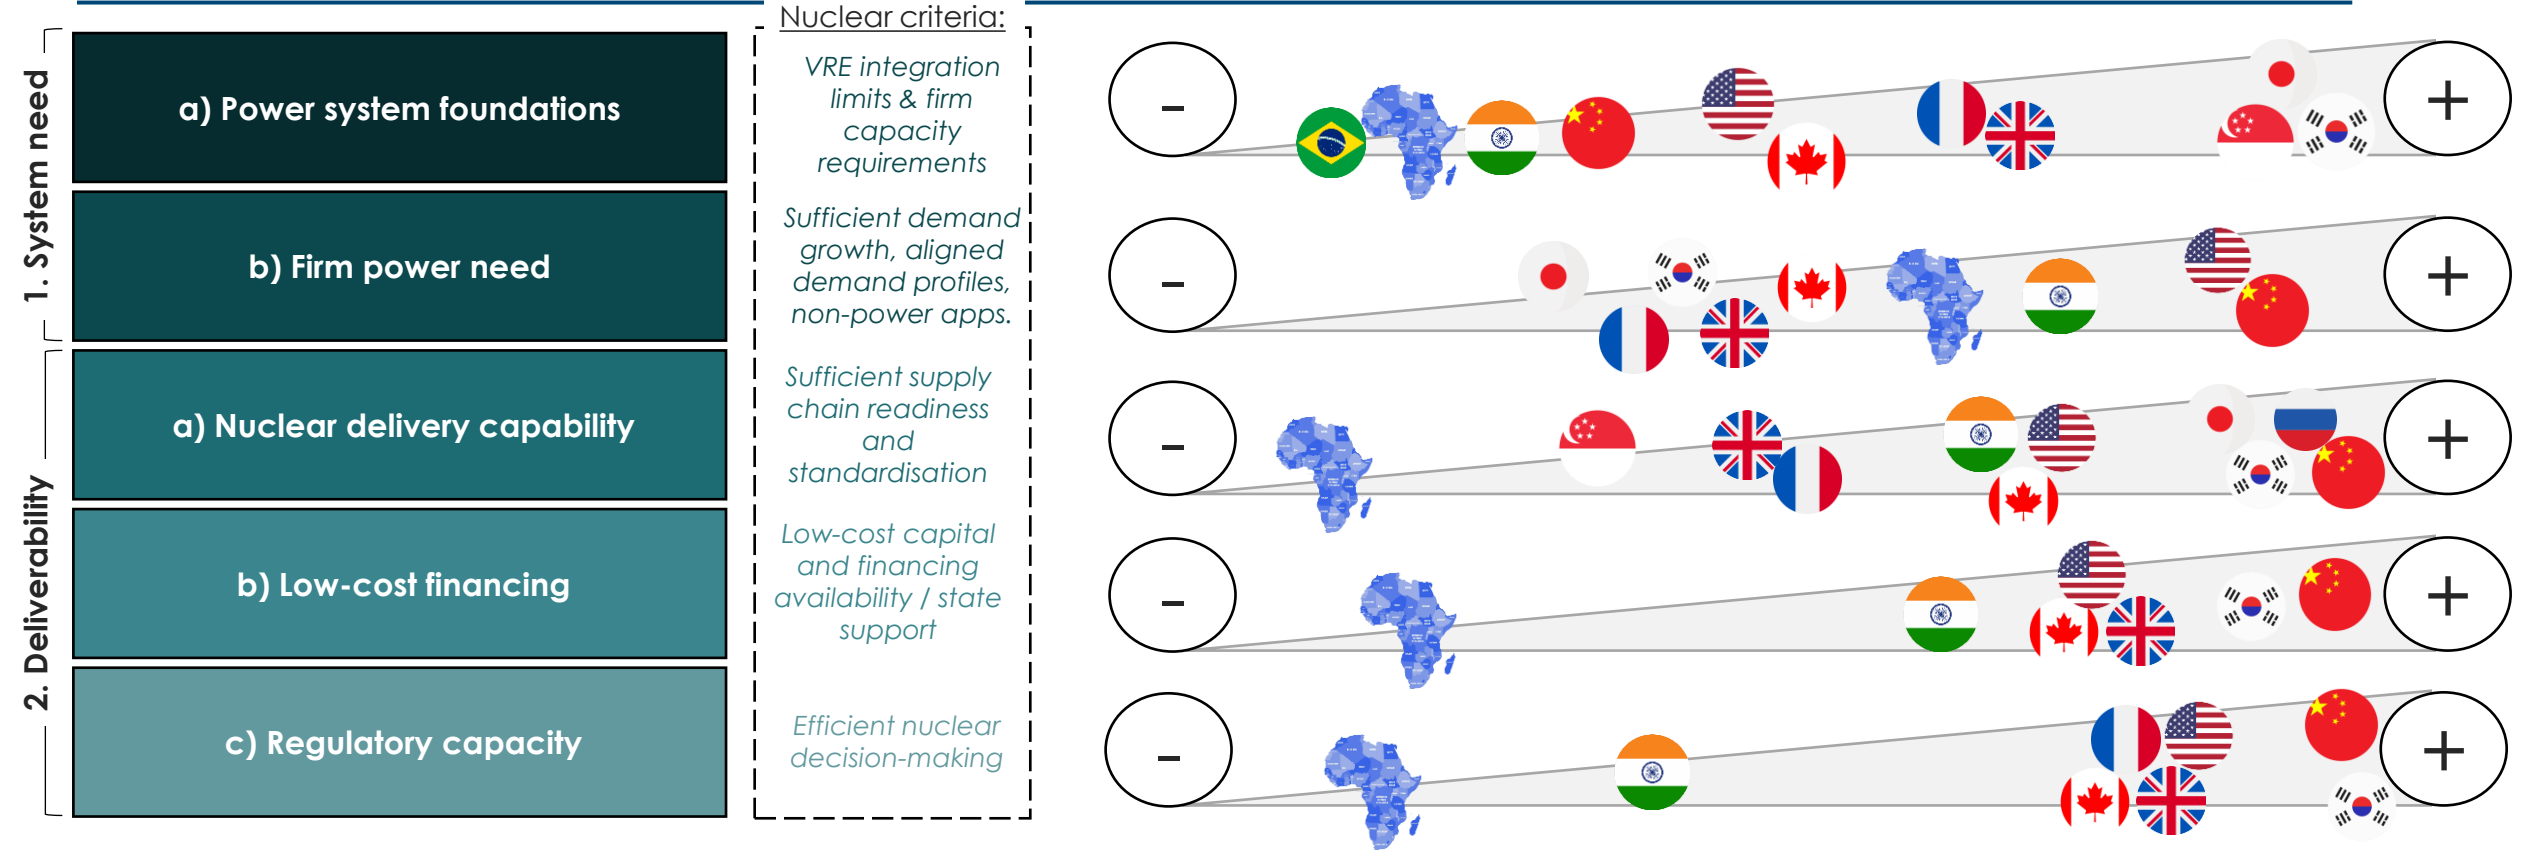 Nuclear criteria:
1. System need
a) Power system foundations
VRE integration
limits & firm
capacity
requirements
-
+
b) Firm power need
Sufficient demand
growth, aligned
demand profiles,
non-power apps.
-
+
2. Deliverability
a) Nuclear delivery capability
Sufficient supply
chain readiness
and
standardisation
-
+
b) Low-cost financing
Low-cost capital
and financing
availability / state
support
-
+
c) Regulatory capacity
Efficient nuclear
decision-making
-
+